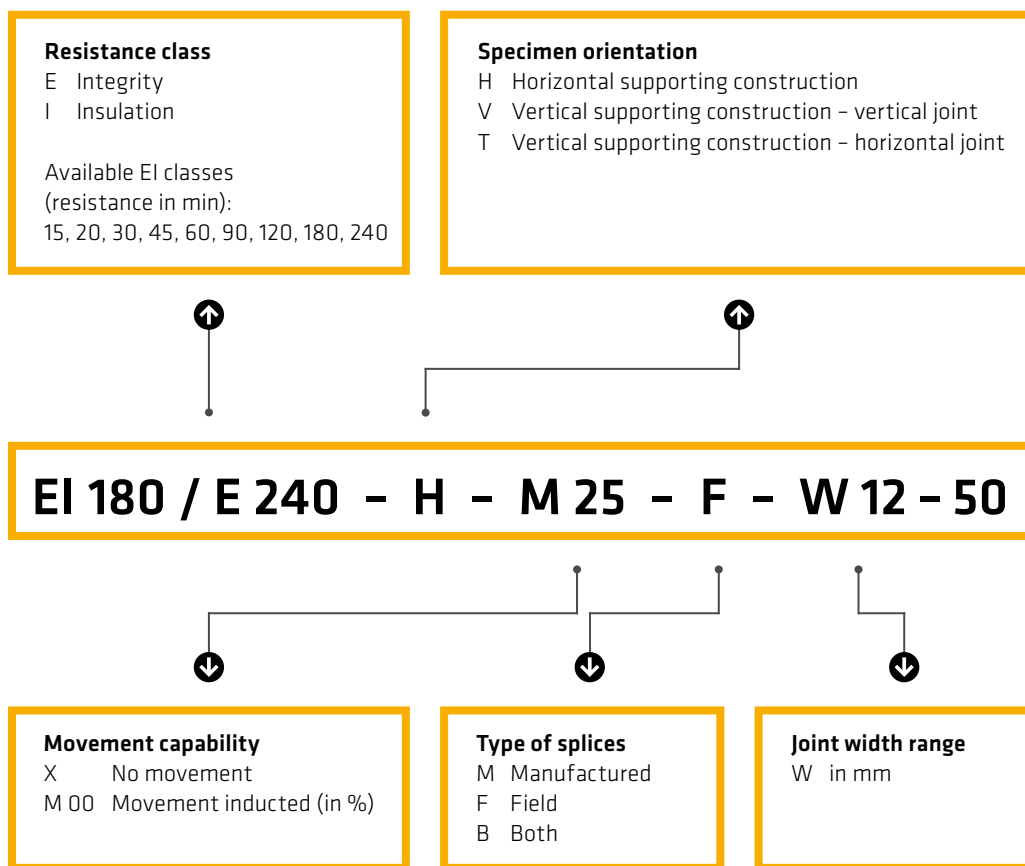 Resistance class
E Integrity
I Insulation
Available EI classes
(resistance in min):
15, 20, 30, 45, 60, 90, 120, 180, 240
Specimen orientation
H Horizontal supporting construction
V Vertical supporting construction – vertical joint
T Vertical supporting construction – horizontal joint
EI 180 / E 240 – H – M 25 – F – W 12 – 50
Movement capability
X No movement
M 00 Movement inducted (in %)
Type of splices
M Manufactured
F Field
B Both
Joint width range
W in mm